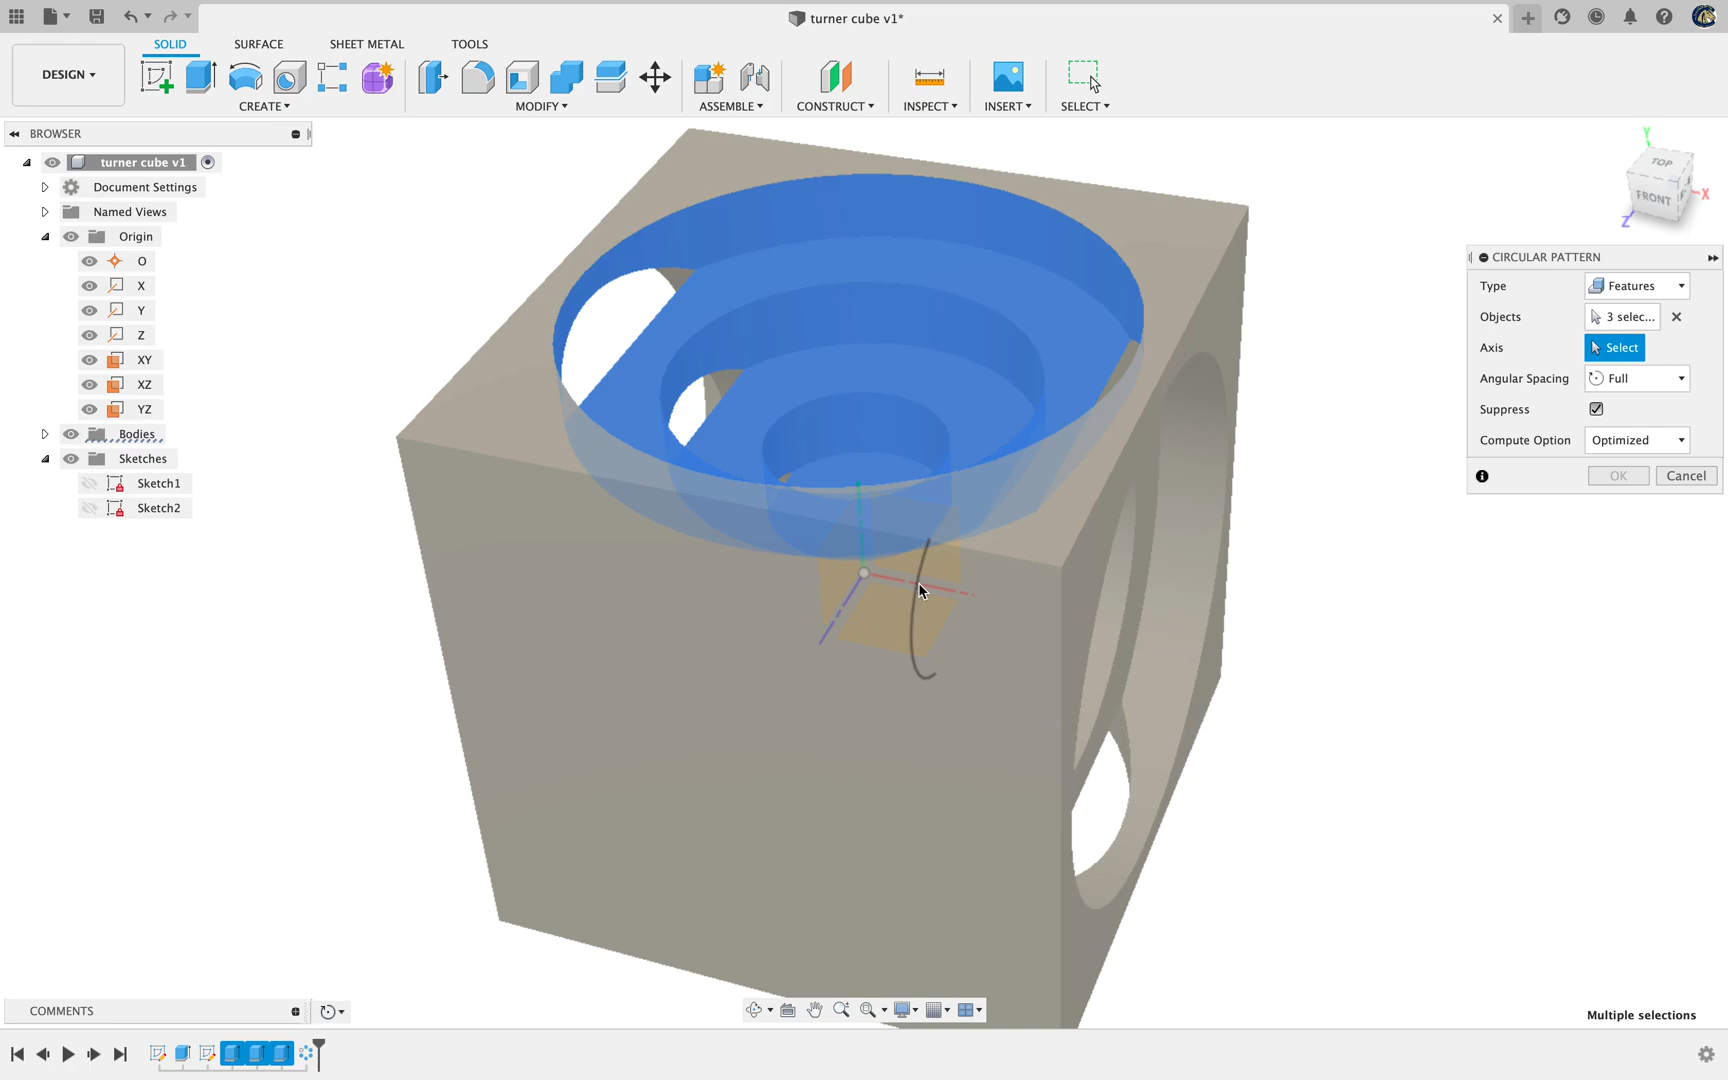 turner cube v1*
SOLID SURFACE SHEET METAL TOOLS
DESIGN
CREATE MODIFY ASSEMBLE CONSTRUCT INSPECT INSERT SELECT
BROWSER
turner cube v1
Document Settings
Named Views
Origin
O
X
Y
Z
XY
XZ
YZ
Bodies
Sketches
Sketch1
Sketch2
Y
TOP
FRONT
X
Z
CIRCULAR PATTERN
Type Features
Objects 3 selec...
Axis Select
Angular Spacing Full
Suppress
Compute Option Optimized
OK Cancel
COMMENTS
Multiple selections